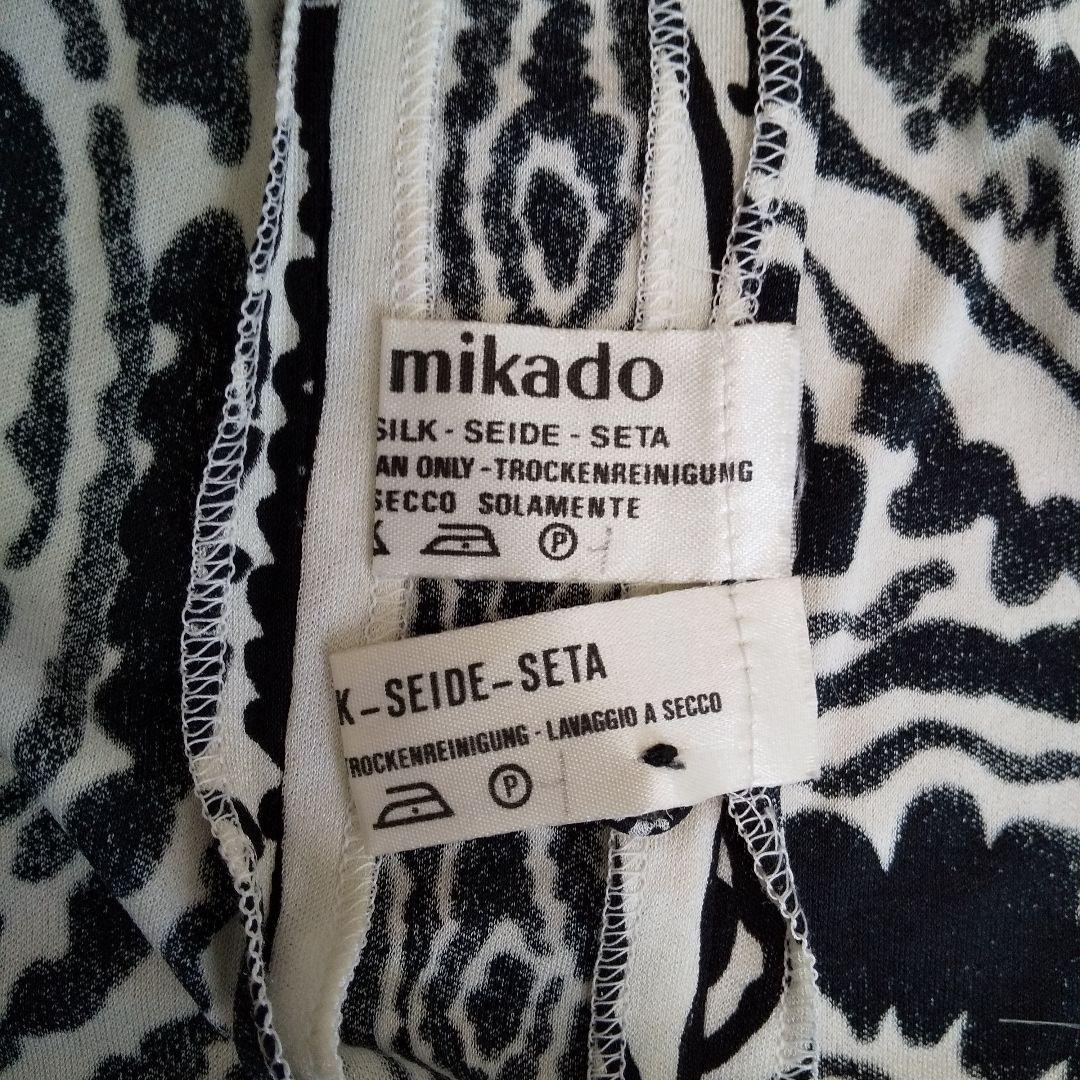 mikado
SILK - SEIDE - SETA
AN ONLY - TROCKENREINIGUNG
SECCO SOLAMENTE
P
K - SEIDE - SETA
TROCKENREINIGUNG - LAVAGGIO A SECCO
P